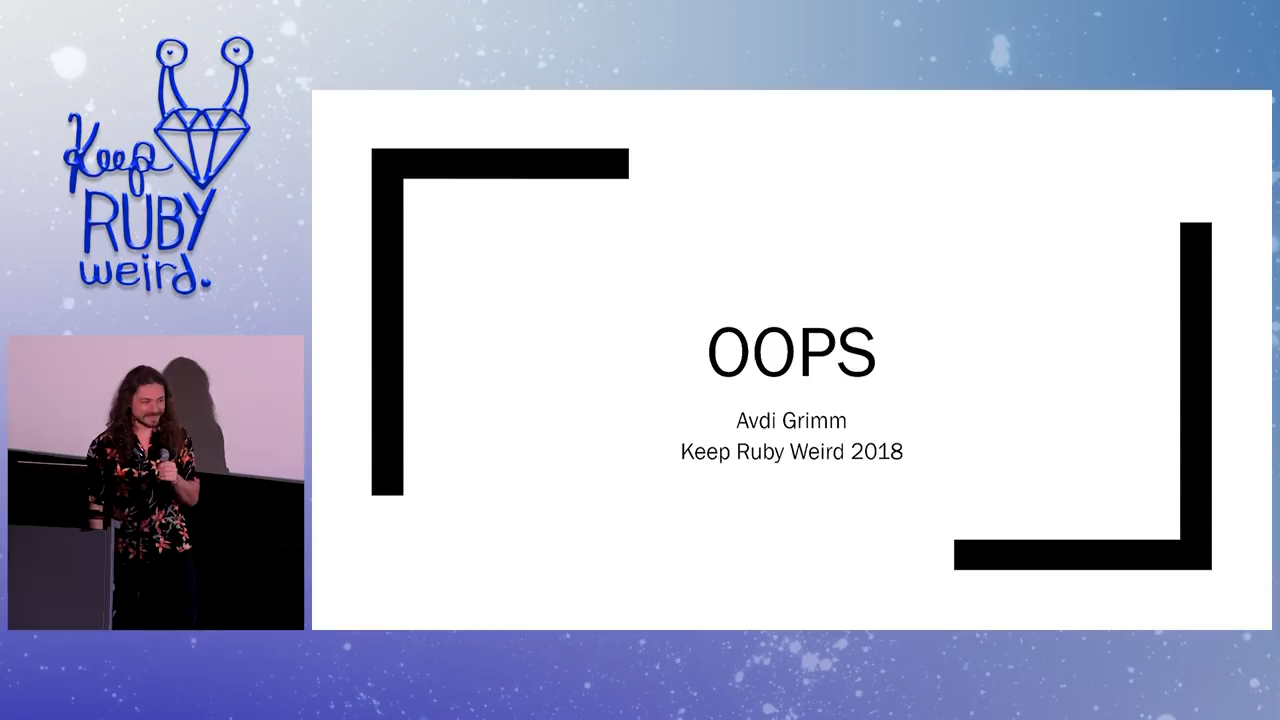 Keep
RUBY
weird.
OOPS
Avdi Grimm
Keep Ruby Weird 2018